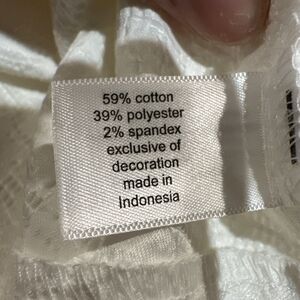 59% cotton
39% polyester
2% spandex
exclusive of
decoration
made in
Indonesia